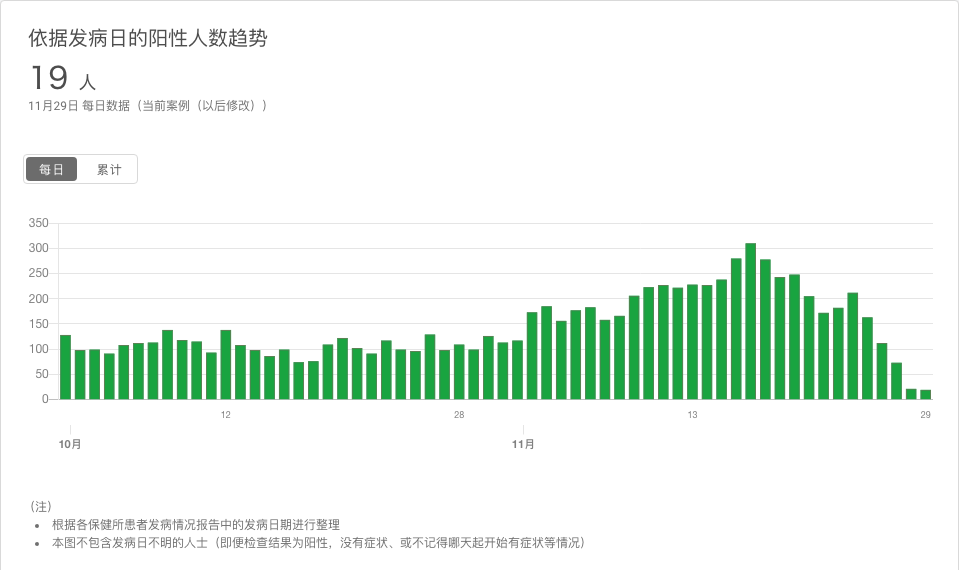 依据发病日的阳性人数趋势
19 人
11月29日 每日数据（当前案例（以后修改））
每日 累计
350
300
250
200
150
100
50
0
12 28 13 29
10月 11月
（注）
• 根据各保健所患者发病情况报告中的发病日期进行整理
• 本图不包含发病日不明的人士（即便检查结果为阳性，没有症状、或不记得哪天起开始有症状等情况）